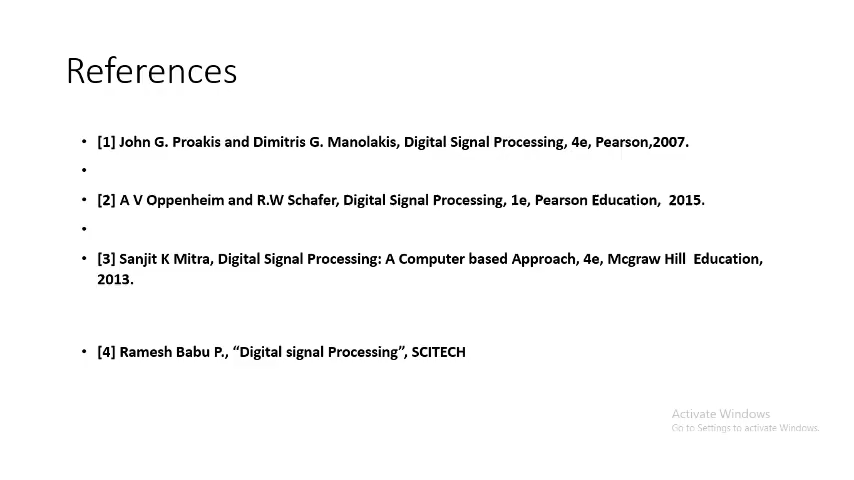 References
• [1] John G. Proakis and Dimitris G. Manolakis, Digital Signal Processing, 4e, Pearson,2007.
•
• [2] A V Oppenheim and R.W Schafer, Digital Signal Processing, 1e, Pearson Education,  2015.
•
• [3] Sanjit K Mitra, Digital Signal Processing: A Computer based Approach, 4e, Mcgraw Hill  Education,
2013.
• [4] Ramesh Babu P., “Digital signal Processing”, SCITECH
Activate Windows
Go to Settings to activate Windows.